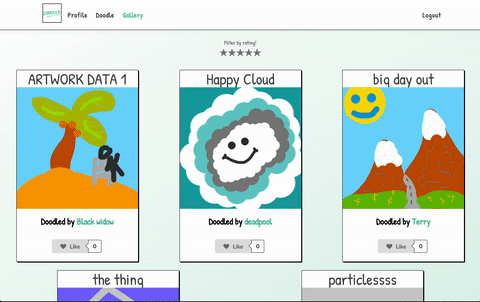 DOODLER
Profile
Doodle
Gallery
Logout
Filter by rating!
ARTWORK DATA 1
Happy Cloud
big day out
OK
Doodled by Black widow
Doodled by deadpool
Doodled by Terry
Like 0
Like 0
Like 0
the thing
particlessss